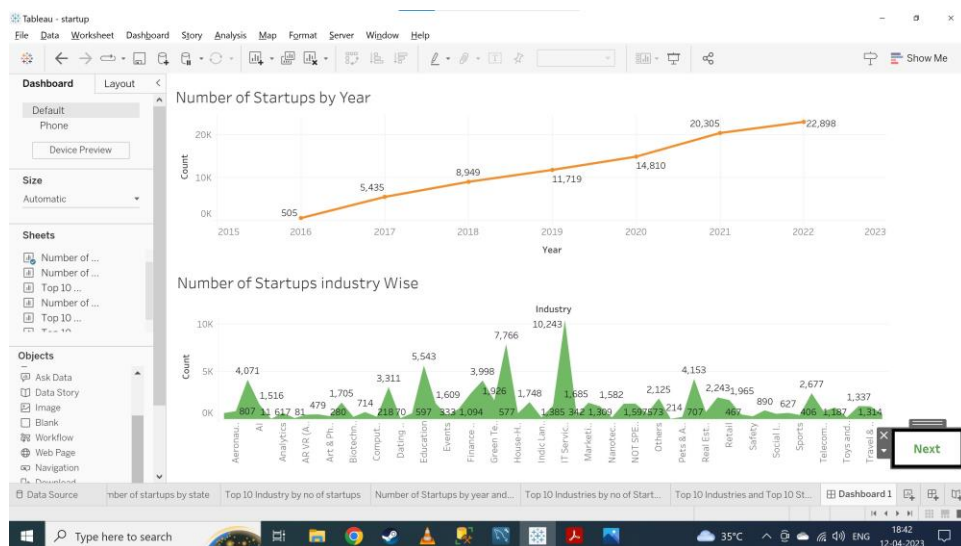 Tableau - startup
File Data Worksheet Dashboard Story Analysis Map Format Server Window Help
Show Me
Dashboard Layout
Default
Phone
Device Preview
Size
Automatic
Sheets
Number of ...
Number of ...
Top 10 ...
Number of ...
Top 10 ...
Objects
Ask Data
Data Story
Image
Blank
Workflow
Web Page
Navigation
Download
Number of Startups by Year
Count
20K
10K
0K
505
5,435
8,949
11,719
14,810
20,305
22,898
2015 2016 2017 2018 2019 2020 2021 2022 2023
Year
Number of Startups industry Wise
Industry
Count
10K
5K
0K
4,071 1,516 479 1,705 714 3,311 5,543 1,609 3,998 1,926 7,766 1,748 10,243 1,685 1,582 2,125 214 4,153 2,243 1,965 890 627 2,677 1,337
807 11 617 81 280 218 70 597 333 1,094 577 1,385 342 1,309 1,597 573 707 467 406 1,187 1,314
Aeronau..
AI
Analytics
AR VR (A..
Art & Ph..
Biotechn..
Comput..
Dating ..
Education
Events
Finance ..
Green Te..
House-H..
Indic Lan..
IT Servic..
Marketi..
Nanotec..
NOT SPE..
Others
Pets & A..
Real Est..
Retail
Safety
Social I..
Sports
Telecom..
Toys and..
Travel & ..
Next
Data Source
mber of startups by state
Top 10 Industry by no of startups
Number of Startups by year and...
Top 10 Industries by no of Start...
Top 10 Industries and Top 10 St...
Dashboard 1
Type here to search
35°C
ENG
18:42
12-04-2023